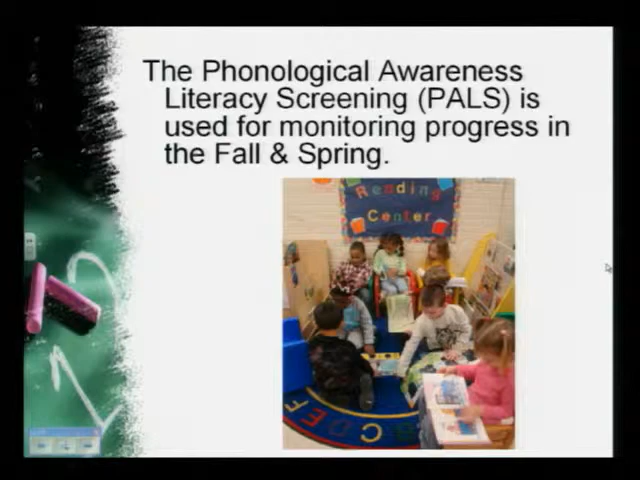 The Phonological Awareness
Literacy Screening (PALS) is
used for monitoring progress in
the Fall & Spring.
Reading
Center
F E D C B